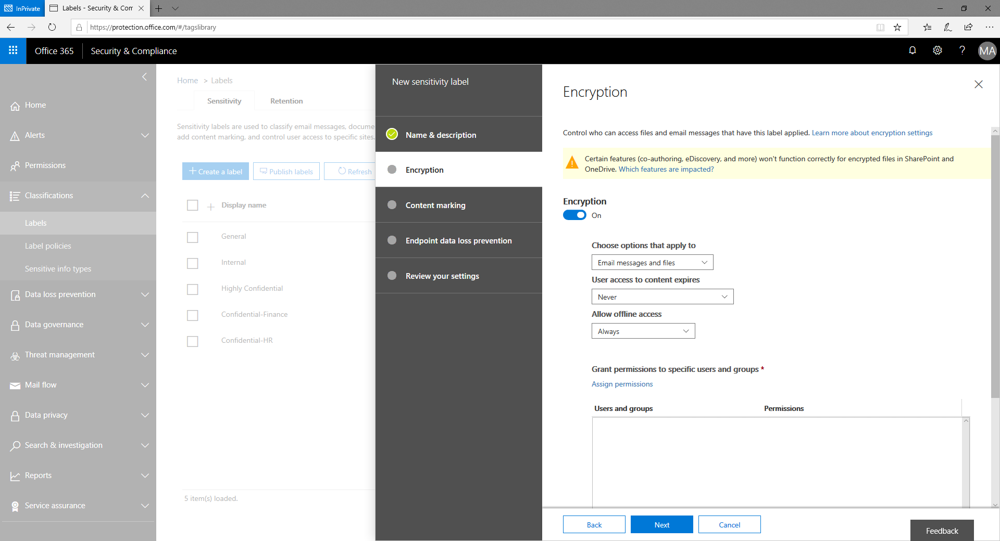 InPrivate
Labels - Security & Com
https://protection.office.com/#/tagslibrary
Office 365
Security & Compliance
MA
Home
Alerts
Permissions
Classifications
Labels
Label policies
Sensitive info types
Data loss prevention
Data governance
Threat management
Mail flow
Data privacy
Search & investigation
Reports
Service assurance
Home > Labels
Sensitivity
Retention
Sensitivity labels are used to classify email messages, docume
add content marking, and control user access to specific sites.
Create a label
Publish labels
Refresh
Display name
General
Internal
Highly Confidential
Confidential-Finance
Confidential-HR
5 item(s) loaded.
New sensitivity label
Name & description
Encryption
Content marking
Endpoint data loss prevention
Review your settings
Encryption
Control who can access files and email messages that have this label applied. Learn more about encryption settings
Certain features (co-authoring, eDiscovery, and more) won't function correctly for encrypted files in SharePoint and
OneDrive. Which features are impacted?
Encryption
On
Choose options that apply to
Email messages and files
User access to content expires
Never
Allow offline access
Always
Grant permissions to specific users and groups *
Assign permissions
Users and groups
Permissions
Back
Next
Cancel
Feedback